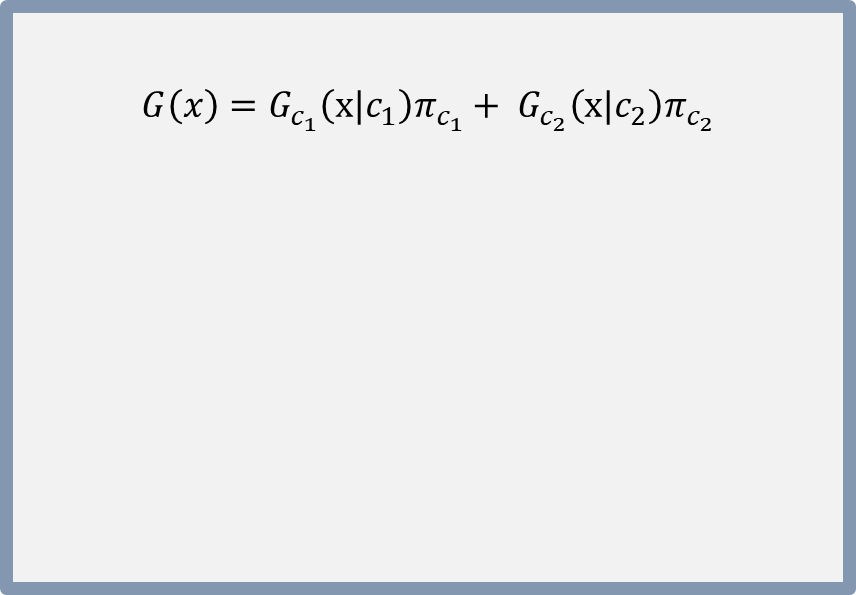 G(x) = G_{c_1}(x|c_1)π_{c_1} + G_{c_2}(x|c_2)π_{c_2}